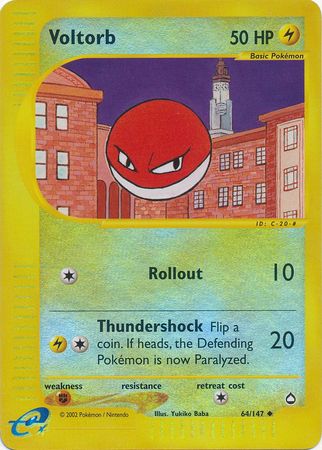 Voltorb 50 HP
Basic Pokémon
ID: C-20-#
Rollout 10
Thundershock Flip a
coin. If heads, the Defending 20
Pokémon is now Paralyzed.
weakness resistance retreat cost
e
© 2002 Pokémon / Nintendo Illus. Yukiko Baba 64/147